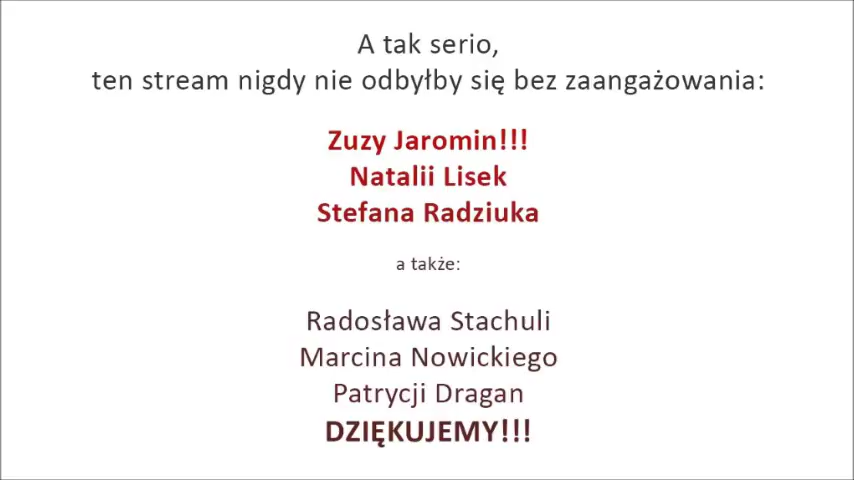 A tak serio,
ten stream nigdy nie odbyłby się bez zaangażowania:
Zuzy Jaromin!!!
Natalii Lisek
Stefana Radziuka
a także:
Radosława Stachuli
Marcina Nowickiego
Patrycji Dragan
DZIĘKUJEMY!!!